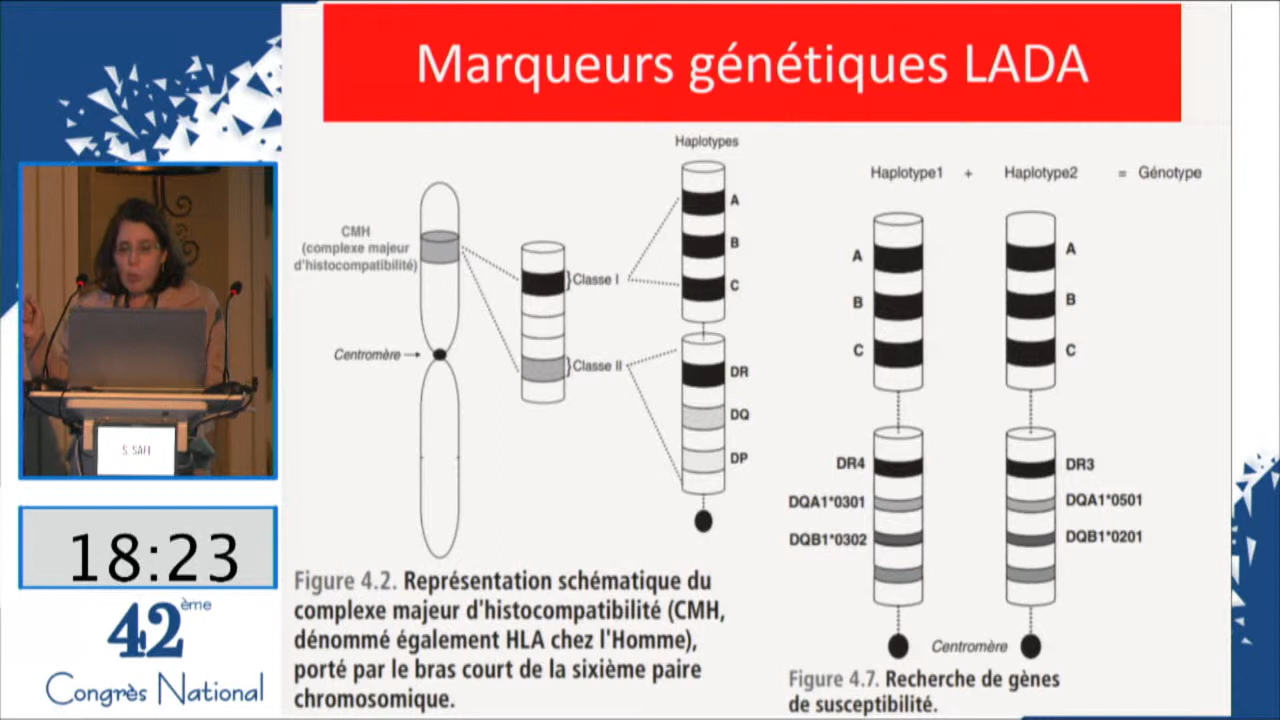 Marqueurs génétiques LADA
Haplotypes
CMH
(complexe majeur
d'histocompatibilité)
Classe I
Classe II
Centromère
A
B
C
DR
DQ
DP
Haplotype1 + Haplotype2 = Génotype
A A
B B
C C
DR4 DR3
DQA1*0301 DQA1*0501
DQB1*0302 DQB1*0201
Centromère
Figure 4.2. Représentation schématique du
complexe majeur d'histocompatibilité (CMH,
dénommé également HLA chez l'Homme),
porté par le bras court de la sixième paire
chromosomique.
Figure 4.7. Recherche de gènes
de susceptibilité.
S. SAFI
18:23
42ème
Congrès National